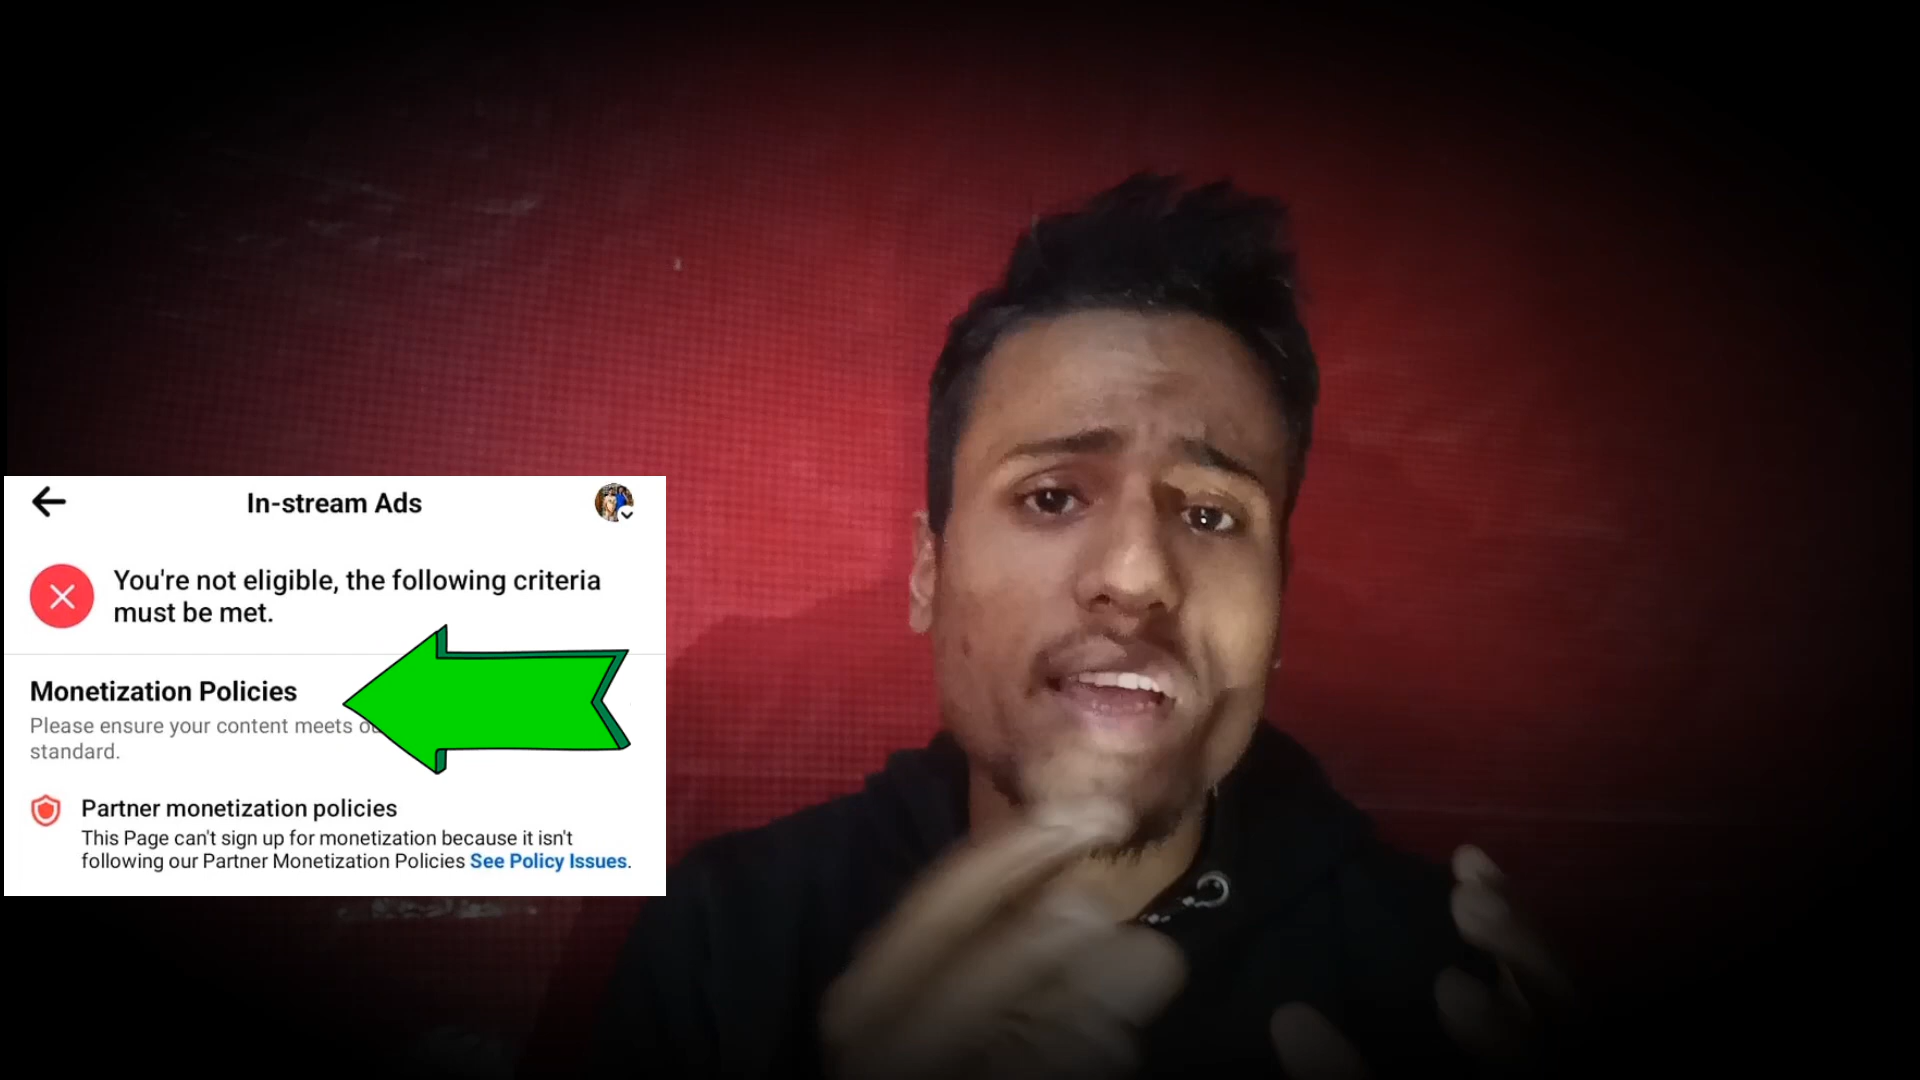 In-stream Ads
You're not eligible, the following criteria
must be met.
Monetization Policies
Please ensure your content meets
standard.
Partner monetization policies
This Page can't sign up for monetization because it isn't
following our Partner Monetization Policies See Policy Issues.